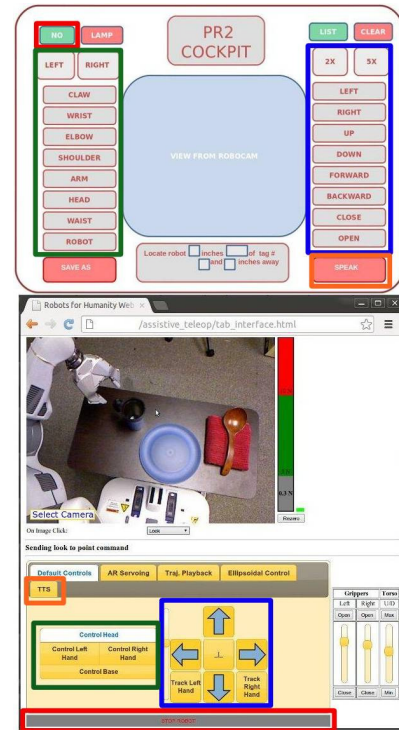 NO LAMP PR2 COCKPIT LIST CLEAR
LEFT RIGHT 2X 5X
CLAW LEFT
WRIST RIGHT
ELBOW UP
SHOULDER VIEW FROM ROBOCAM DOWN
ARM FORWARD
HEAD BACKWARD
WAIST CLOSE
ROBOT OPEN
Locate robot inches of tag #
and inches away
SAVE AS SPEAK
Robots for Humanity Web
/assistive_teleop/tab_interface.html
Select Camera
On Image Click: Look
Sending look to point command
Default Controls AR Servoing Traj. Playback Ellipsoidal Control
TTS
Grippers Torso
Left Right U/D
Open Open Max
Control Head
Control Left Hand Control Right Hand
Control Base
Track Left Hand Track Right Hand
Close Close Min
STOP ROBOT